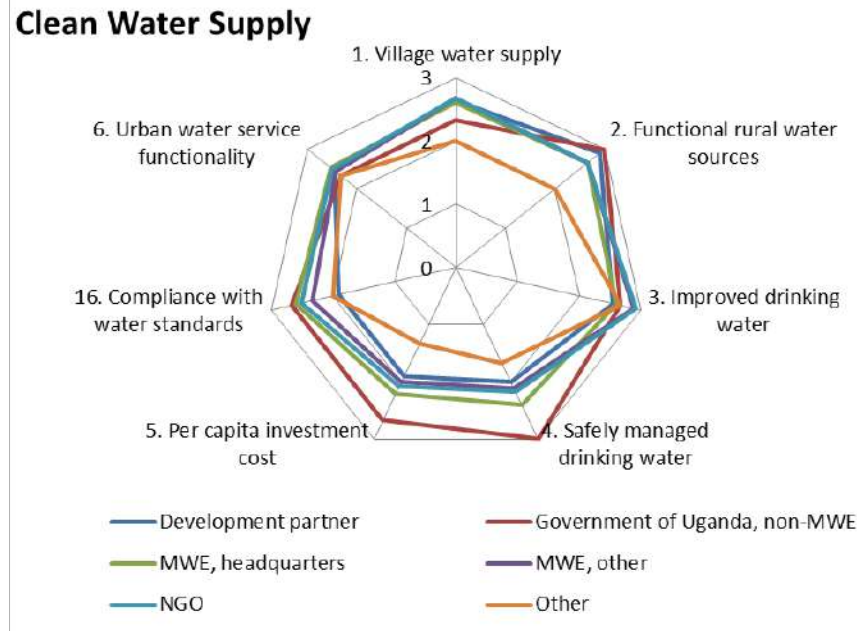 Clean Water Supply
1. Village water supply
3
6. Urban water service
functionality
2. Functional rural water
sources
2
1
0
16. Compliance with
water standards
3. Improved drinking
water
5. Per capita investment
cost
4. Safely managed
drinking water
Development partner
Government of Uganda, non-MWE
MWE, headquarters
MWE, other
NGO
Other